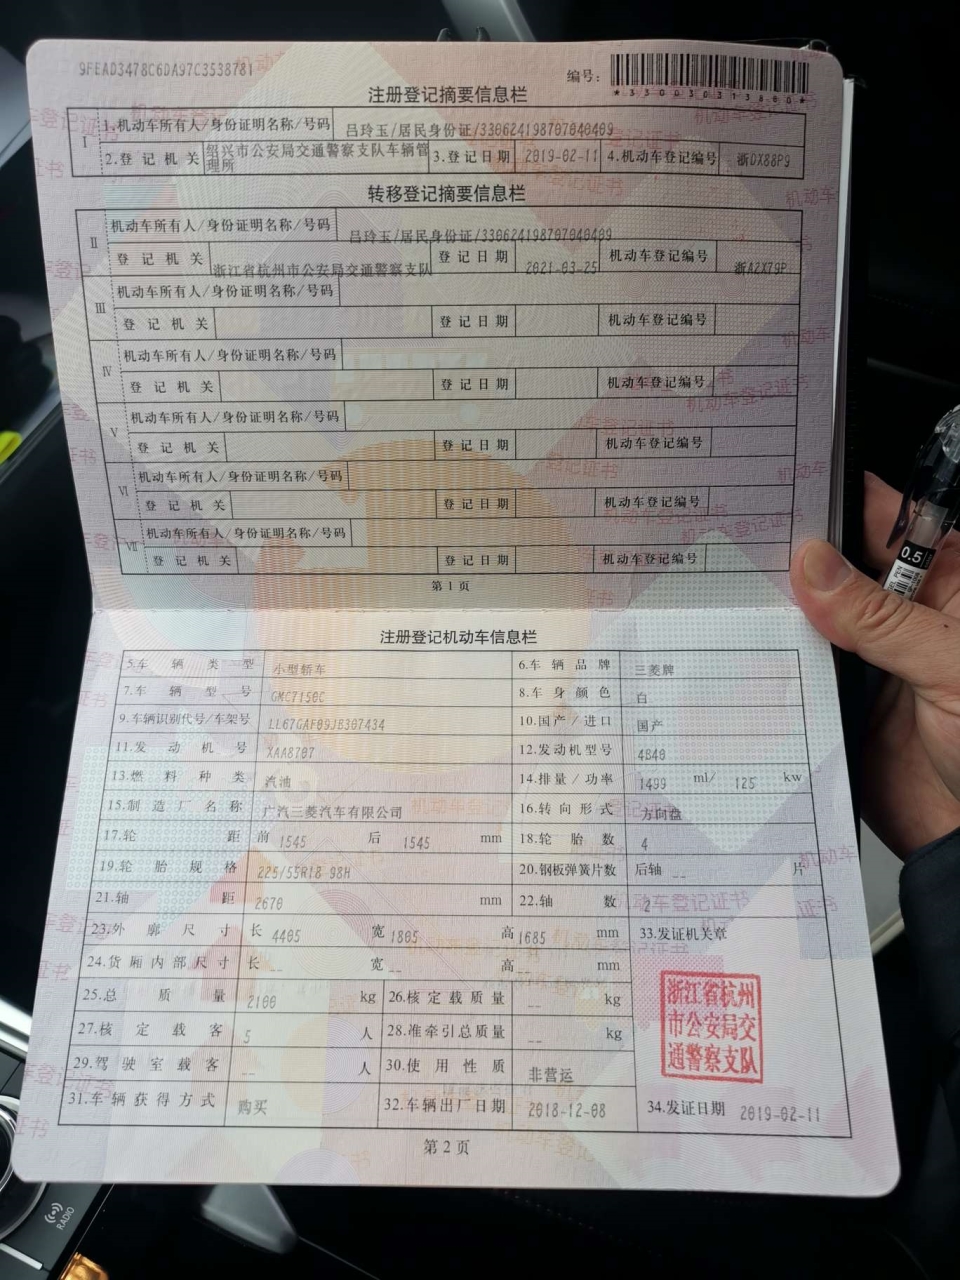 9FEAD3478C6DA97C3538781
编号:
*330030313680*
注册登记摘要信息栏
I 1.机动车所有人/身份证明名称/号码 吕玲玉/居民身份证/330624198707040409
2.登记机关 绍兴市公安局交通警察支队车辆管理所 3.登记日期 2019-02-11 4.机动车登记编号 浙DX88P9
转移登记摘要信息栏
II 机动车所有人/身份证明名称/号码 吕玲玉/居民身份证/330624198707040409
登记机关 浙江省杭州市公安局交通警察支队 登记日期 2021-03-25 机动车登记编号 浙A2X79P
III 机动车所有人/身份证明名称/号码
登记机关 登记日期 机动车登记编号
IV 机动车所有人/身份证明名称/号码
登记机关 登记日期 机动车登记编号
V 机动车所有人/身份证明名称/号码
登记机关 登记日期 机动车登记编号
VI 机动车所有人/身份证明名称/号码
登记机关 登记日期 机动车登记编号
VII 机动车所有人/身份证明名称/号码
登记机关 登记日期 机动车登记编号
第1页
注册登记机动车信息栏
5.车辆类型 小型轿车 6.车辆品牌 三菱牌
7.车辆型号 GMC7150C 8.车身颜色 白
9.车辆识别代号/车架号 LL67GAF09JB307434 10.国产/进口 国产
11.发动机号 XAA8707 12.发动机型号 4B40
13.燃料种类 汽油 14.排量/功率 1499 ml/ 125 kw
15.制造厂名称 广汽三菱汽车有限公司 16.转向形式 方向盘
17.轮距 前 1545 后 1545 mm 18.轮胎数 4
19.轮胎规格 225/55R18 98H 20.钢板弹簧片数 后轴 -- 片
21.轴距 2670 mm 22.轴数 2
23.外廓尺寸 长 4405 宽 1805 高 1685 mm 33.发证机关章
24.货厢内部尺寸 长 -- 宽 -- 高 -- mm
25.总质量 2100 kg 26.核定载质量 -- kg
27.核定载客 5 人 28.准牵引总质量 -- kg
29.驾驶室载客 -- 人 30.使用性质 非营运
浙江省杭州
市公安局交
通警察支队
31.车辆获得方式 购买 32.车辆出厂日期 2018-12-08 34.发证日期 2019-02-11
第2页
0.5
RADIO